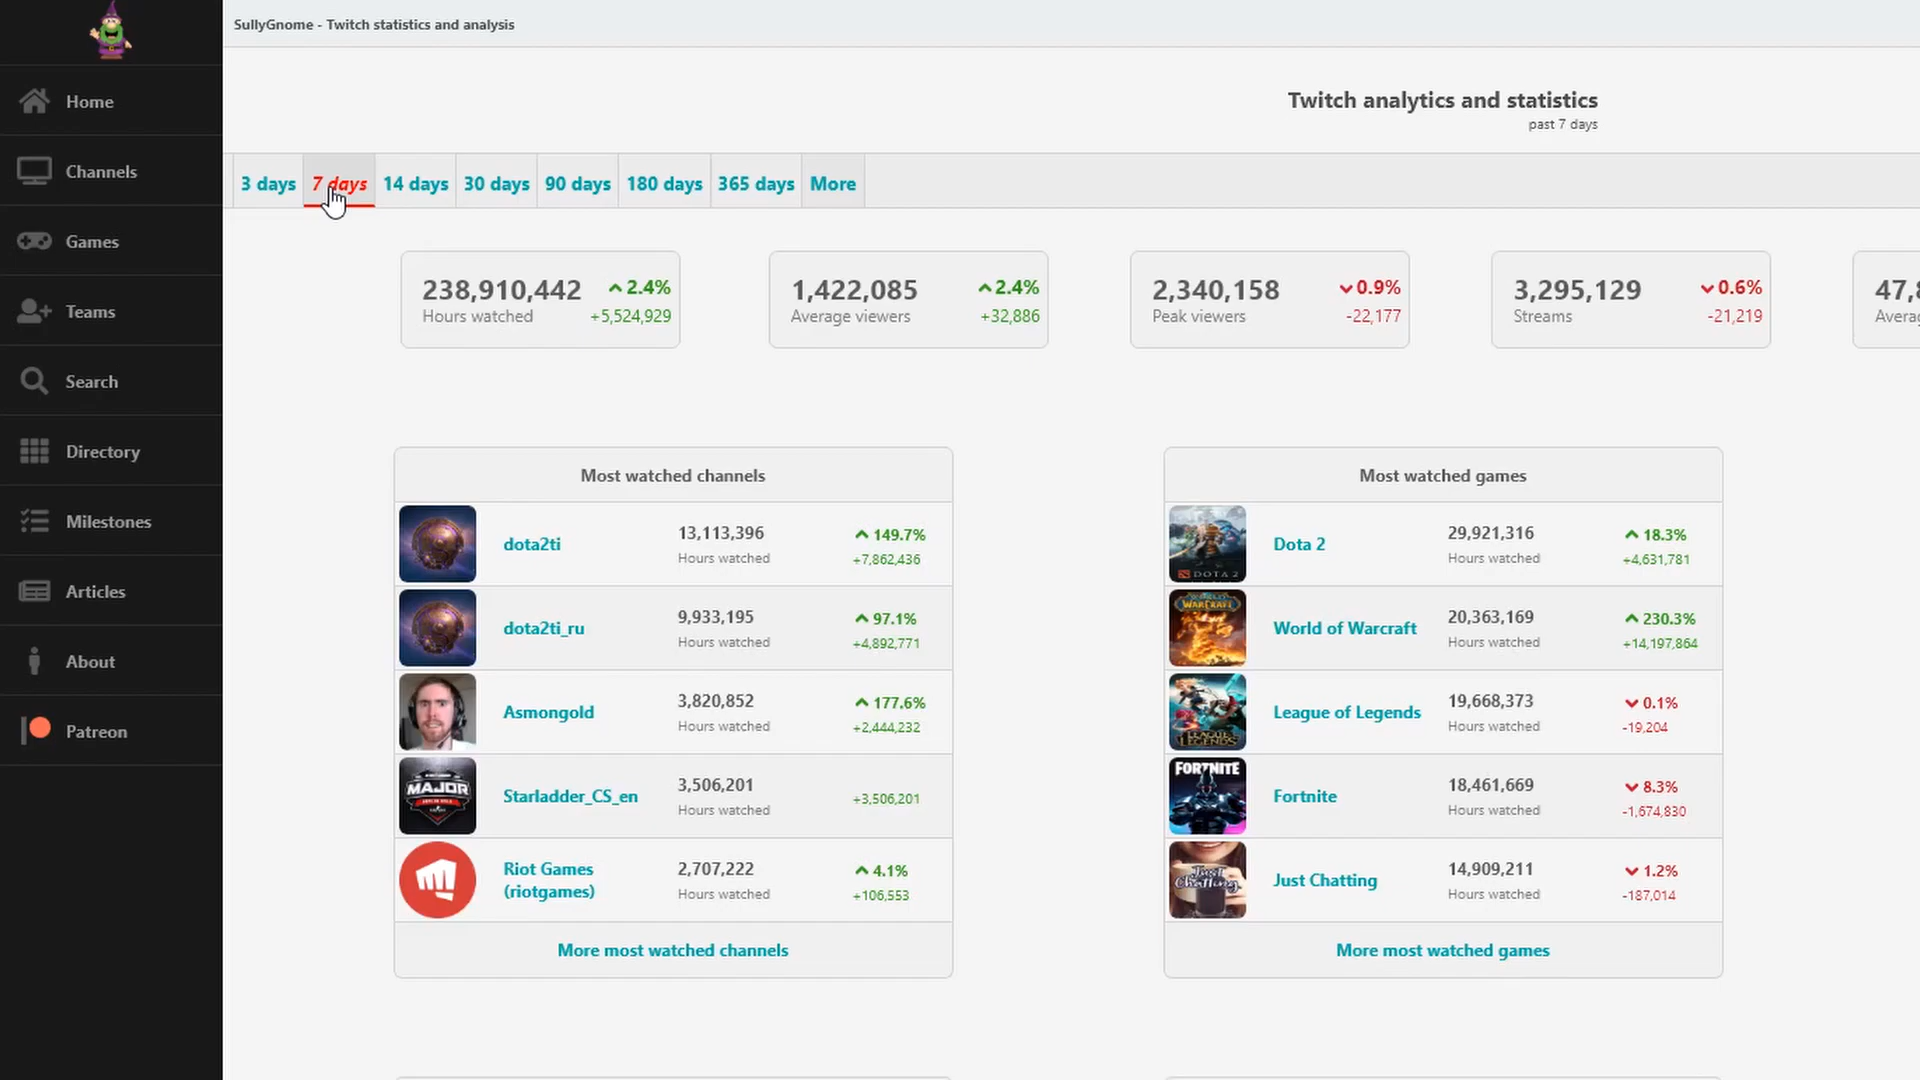 SullyGnome - Twitch statistics and analysis
Home
Channels
Games
Teams
Search
Directory
Milestones
Articles
About
Patreon
Twitch analytics and statistics
past 7 days
3 days 7 days 14 days 30 days 90 days 180 days 365 days More
238,910,442 2.4%
Hours watched +5,524,929
1,422,085 2.4%
Average viewers +32,886
2,340,158 0.9%
Peak viewers -22,177
3,295,129 0.6%
Streams -21,219
Most watched channels
dota2ti 13,113,396 149.7%
Hours watched +7,862,436
dota2ti_ru 9,933,195 97.1%
Hours watched +4,892,771
Asmongold 3,820,852 177.6%
Hours watched +2,444,232
MAJOR
Starladder_CS_en 3,506,201
Hours watched +3,506,201
Riot Games 2,707,222 4.1%
(riotgames) Hours watched +106,553
More most watched channels
Most watched games
DOTA 2
Dota 2 29,921,316 18.3%
Hours watched +4,631,781
WARCRAFT
World of Warcraft 20,363,169 230.3%
Hours watched +14,197,864
LEGENDS
League of Legends 19,668,373 0.1%
Hours watched -19,204
FORTNITE
Fortnite 18,461,669 8.3%
Hours watched -1,674,830
Just Chatting
Just Chatting 14,909,211 1.2%
Hours watched -187,014
More most watched games